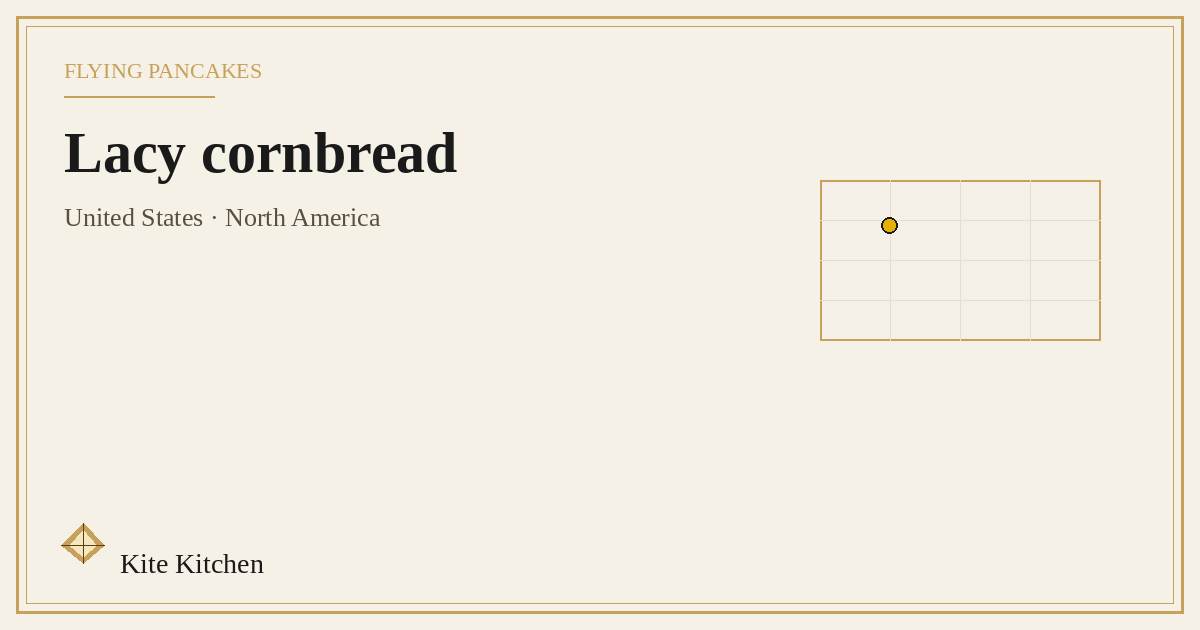 FLYING PANCAKES
Lacy cornbread
United States · North America
Kite Kitchen